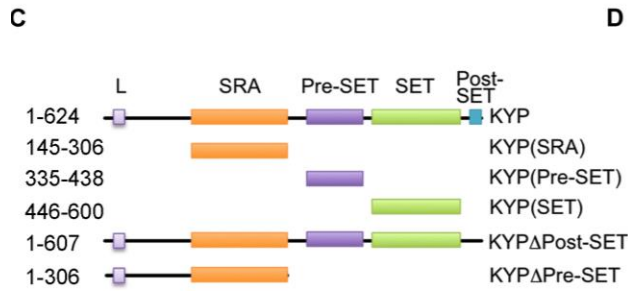 C D
L SRA Pre-SET SET Post-SET
1-624 KYP
145-306 KYP(SRA)
335-438 KYP(Pre-SET)
446-600 KYP(SET)
1-607 KYPΔPost-SET
1-306 KYPΔPre-SET